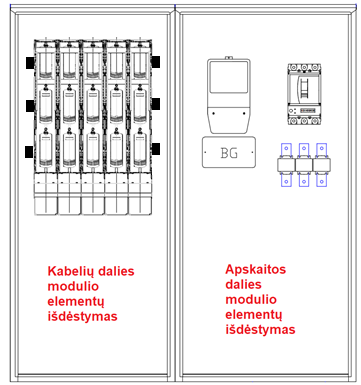 BG
Kabelių dalies
modulio
elementų
išdėstymas
Apskaitos
dalies
modulio
elementų
išdėstymas